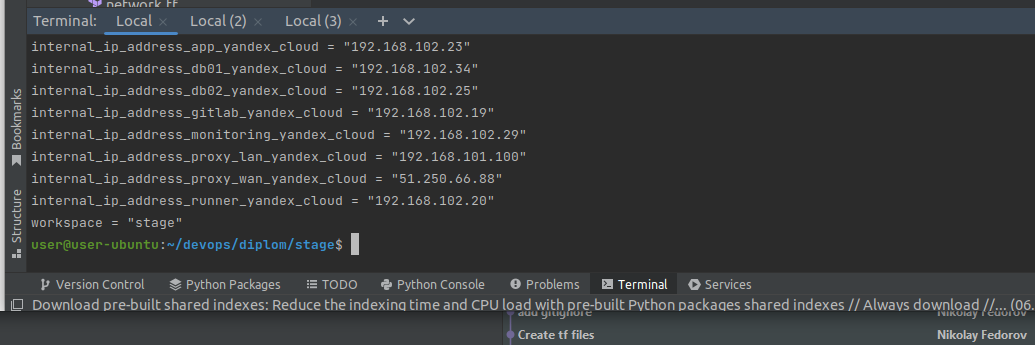 network.tf
Terminal: Local × Local (2) × Local (3) × +
internal_ip_address_app_yandex_cloud = "192.168.102.23"
internal_ip_address_db01_yandex_cloud = "192.168.102.34"
internal_ip_address_db02_yandex_cloud = "192.168.102.25"
internal_ip_address_gitlab_yandex_cloud = "192.168.102.19"
internal_ip_address_monitoring_yandex_cloud = "192.168.102.29"
internal_ip_address_proxy_lan_yandex_cloud = "192.168.101.100"
internal_ip_address_proxy_wan_yandex_cloud = "51.250.66.88"
internal_ip_address_runner_yandex_cloud = "192.168.102.20"
workspace = "stage"
user@user-ubuntu:~/devops/diplom/stage$
Bookmarks
Structure
Version Control Python Packages TODO Python Console Problems Terminal Services
Download pre-built shared indexes: Reduce the indexing time and CPU load with pre-built Python packages shared indexes // Always download //... (06.
add gitignore Nikolay Fedorov
Create tf files Nikolay Fedorov